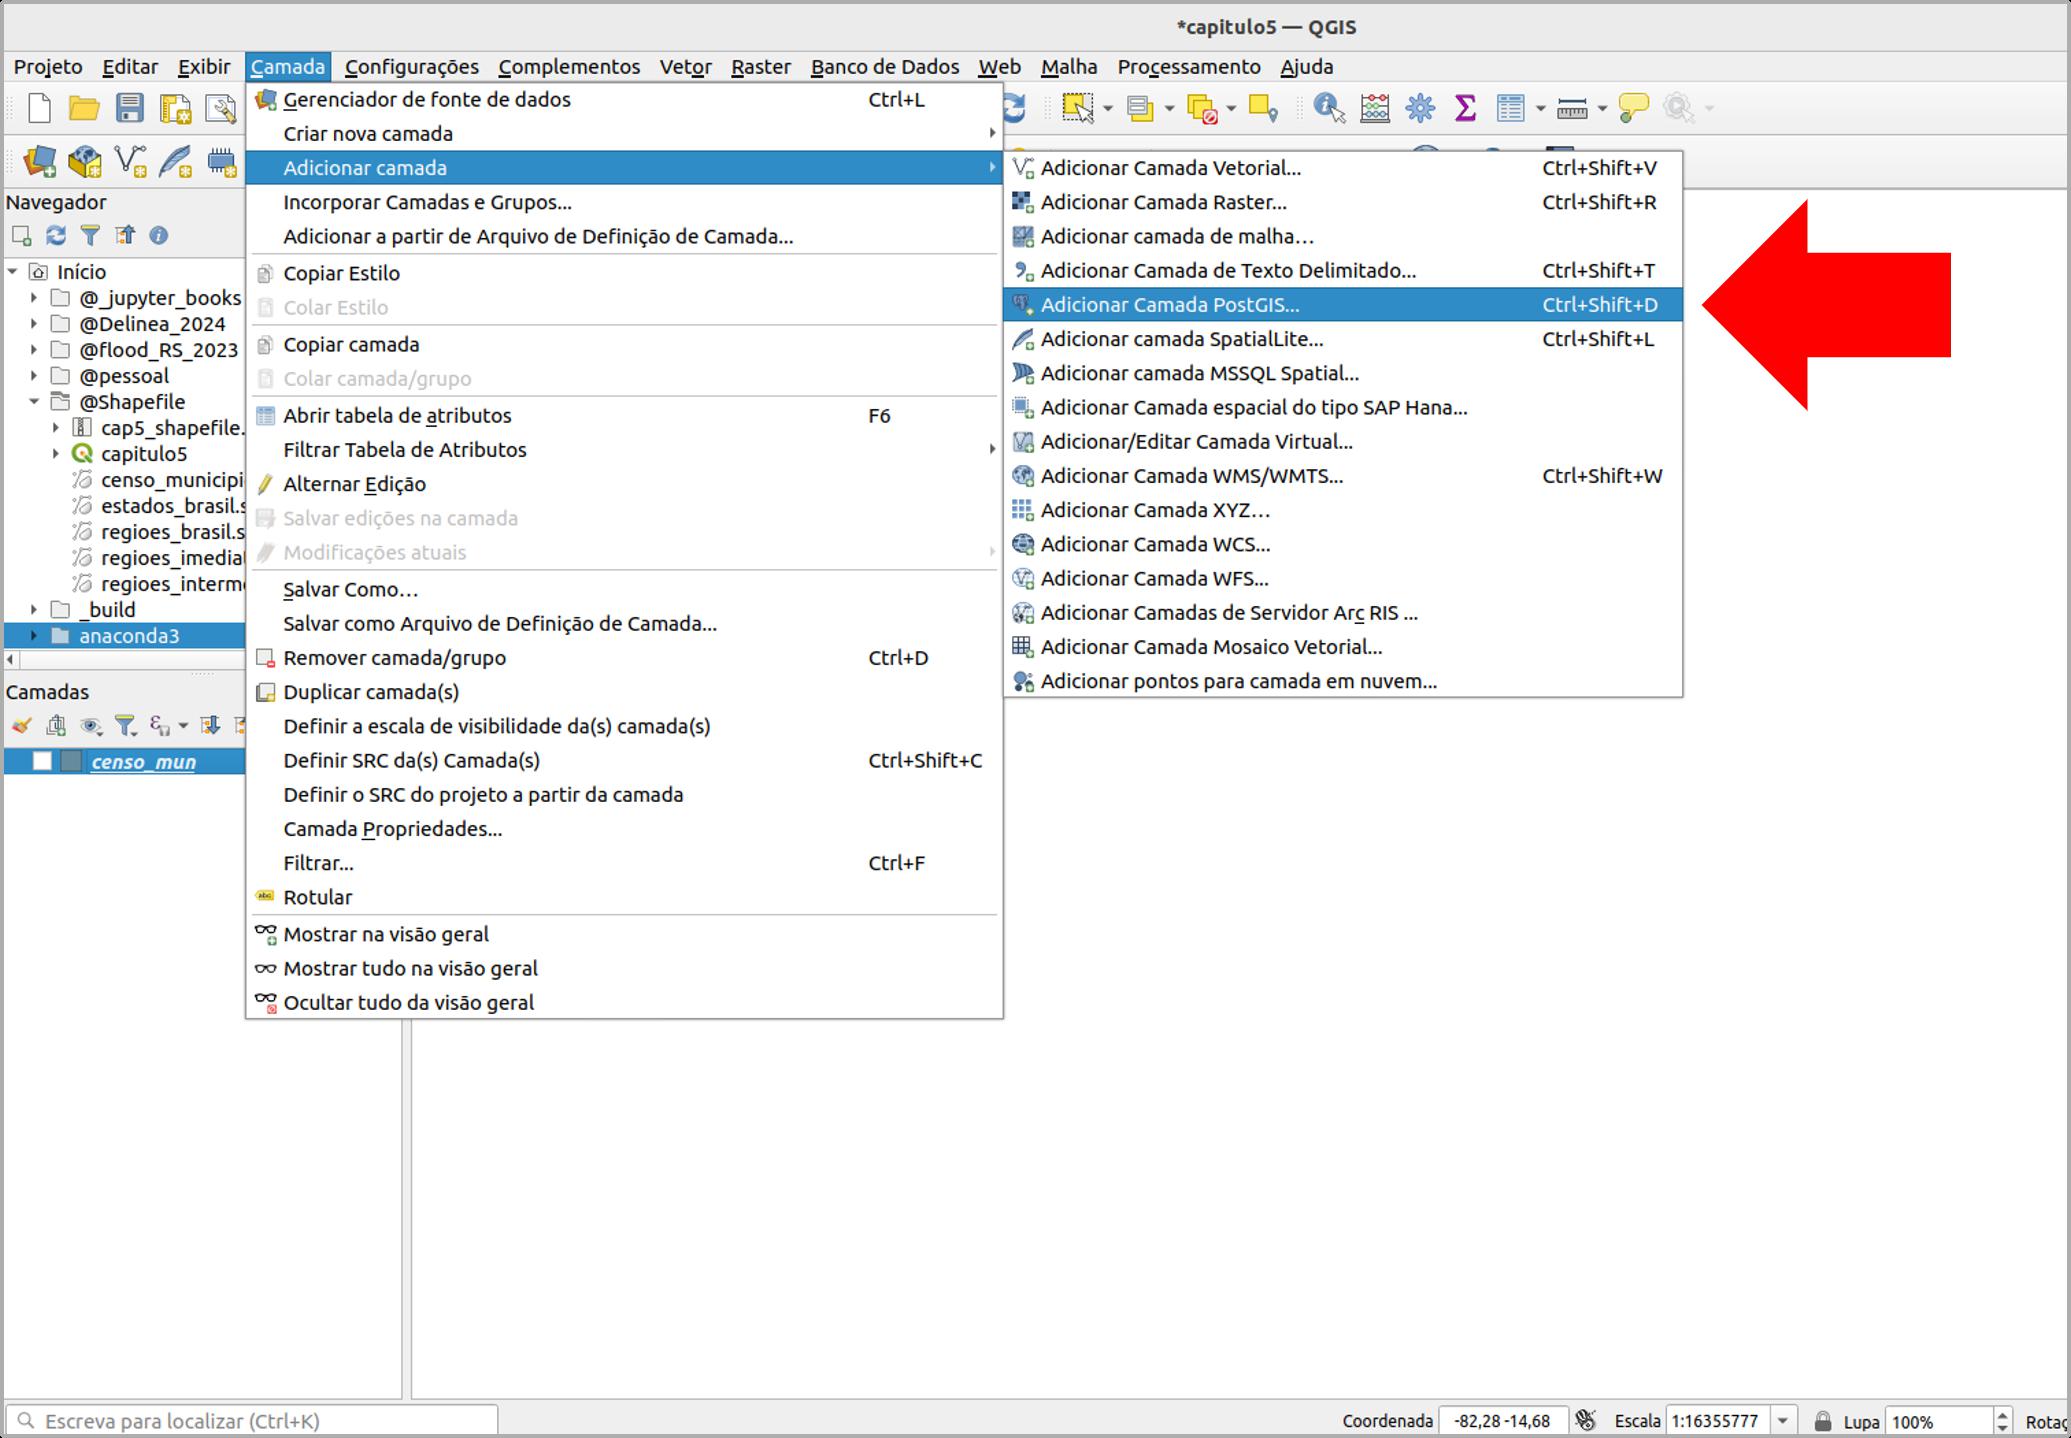 *capitulo5 — QGIS
Projeto Editar Exibir Camada Configurações Complementos Vetor Raster Banco de Dados Web Malha Processamento Ajuda
Gerenciador de fonte de dados Ctrl+L
Criar nova camada
Adicionar camada
Incorporar Camadas e Grupos...
Adicionar a partir de Arquivo de Definição de Camada...
Copiar Estilo
Colar Estilo
Copiar camada
Colar camada/grupo
Abrir tabela de atributos F6
Filtrar Tabela de Atributos
Alternar Edição
Salvar edições na camada
Modificações atuais
Salvar Como...
Salvar como Arquivo de Definição de Camada...
Remover camada/grupo Ctrl+D
Duplicar camada(s)
Definir a escala de visibilidade da(s) camada(s)
Definir SRC da(s) Camada(s) Ctrl+Shift+C
Definir o SRC do projeto a partir da camada
Camada Propriedades...
Filtrar... Ctrl+F
Rotular
Mostrar na visão geral
Mostrar tudo na visão geral
Ocultar tudo da visão geral
Adicionar Camada Vetorial... Ctrl+Shift+V
Adicionar Camada Raster... Ctrl+Shift+R
Adicionar camada de malha...
Adicionar Camada de Texto Delimitado... Ctrl+Shift+T
Adicionar Camada PostGIS... Ctrl+Shift+D
Adicionar camada SpatialLite... Ctrl+Shift+L
Adicionar camada MSSQL Spatial...
Adicionar Camada espacial do tipo SAP Hana...
Adicionar/Editar Camada Virtual...
Adicionar Camada WMS/WMTS... Ctrl+Shift+W
Adicionar Camada XYZ...
Adicionar Camada WCS...
Adicionar Camada WFS...
Adicionar Camadas de Servidor Arc RIS ...
Adicionar Camada Mosaico Vetorial...
Adicionar pontos para camada em nuvem...
Navegador
Início
@_jupyter_books
@Delinea_2024
@flood_RS_2023
@pessoal
@Shapefile
cap5_shapefile.
capitulo5
censo_municipi
estados_brasil.s
regioes_brasil.s
regioes_imedia
regioes_interm
_build
anaconda3
Camadas
censo_mun
Escreva para localizar (Ctrl+K)
Coordenada -82,28 -14,68 Escala 1:16355777 Lupa 100% Rotaç